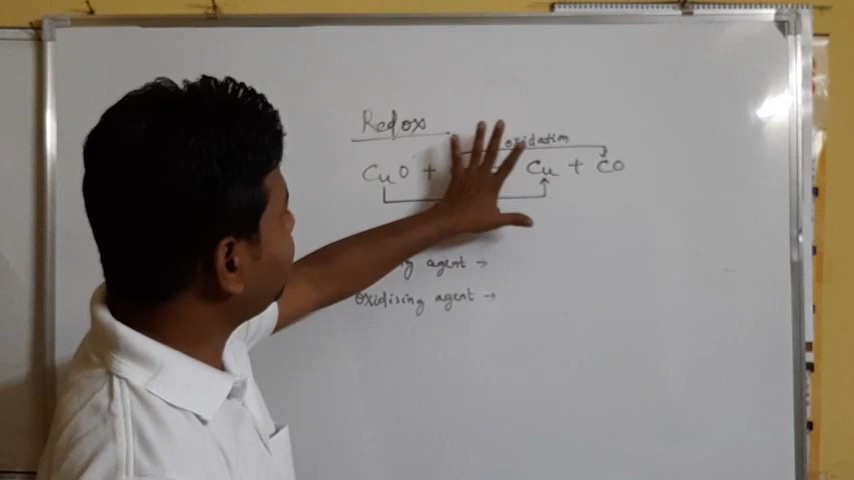 Redox
oxidation
CuO + Cu + CO
agent →
oxidising agent →